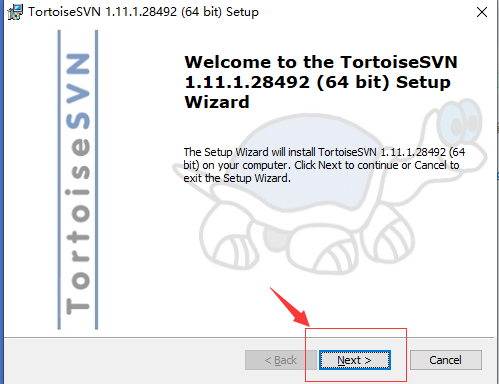 TortoiseSVN 1.11.1.28492 (64 bit) Setup
TortoiseSVN
Welcome to the TortoiseSVN
1.11.1.28492 (64 bit) Setup
Wizard
The Setup Wizard will install TortoiseSVN 1.11.1.28492 (64
bit) on your computer. Click Next to continue or Cancel to
exit the Setup Wizard.
< Back
Next >
Cancel